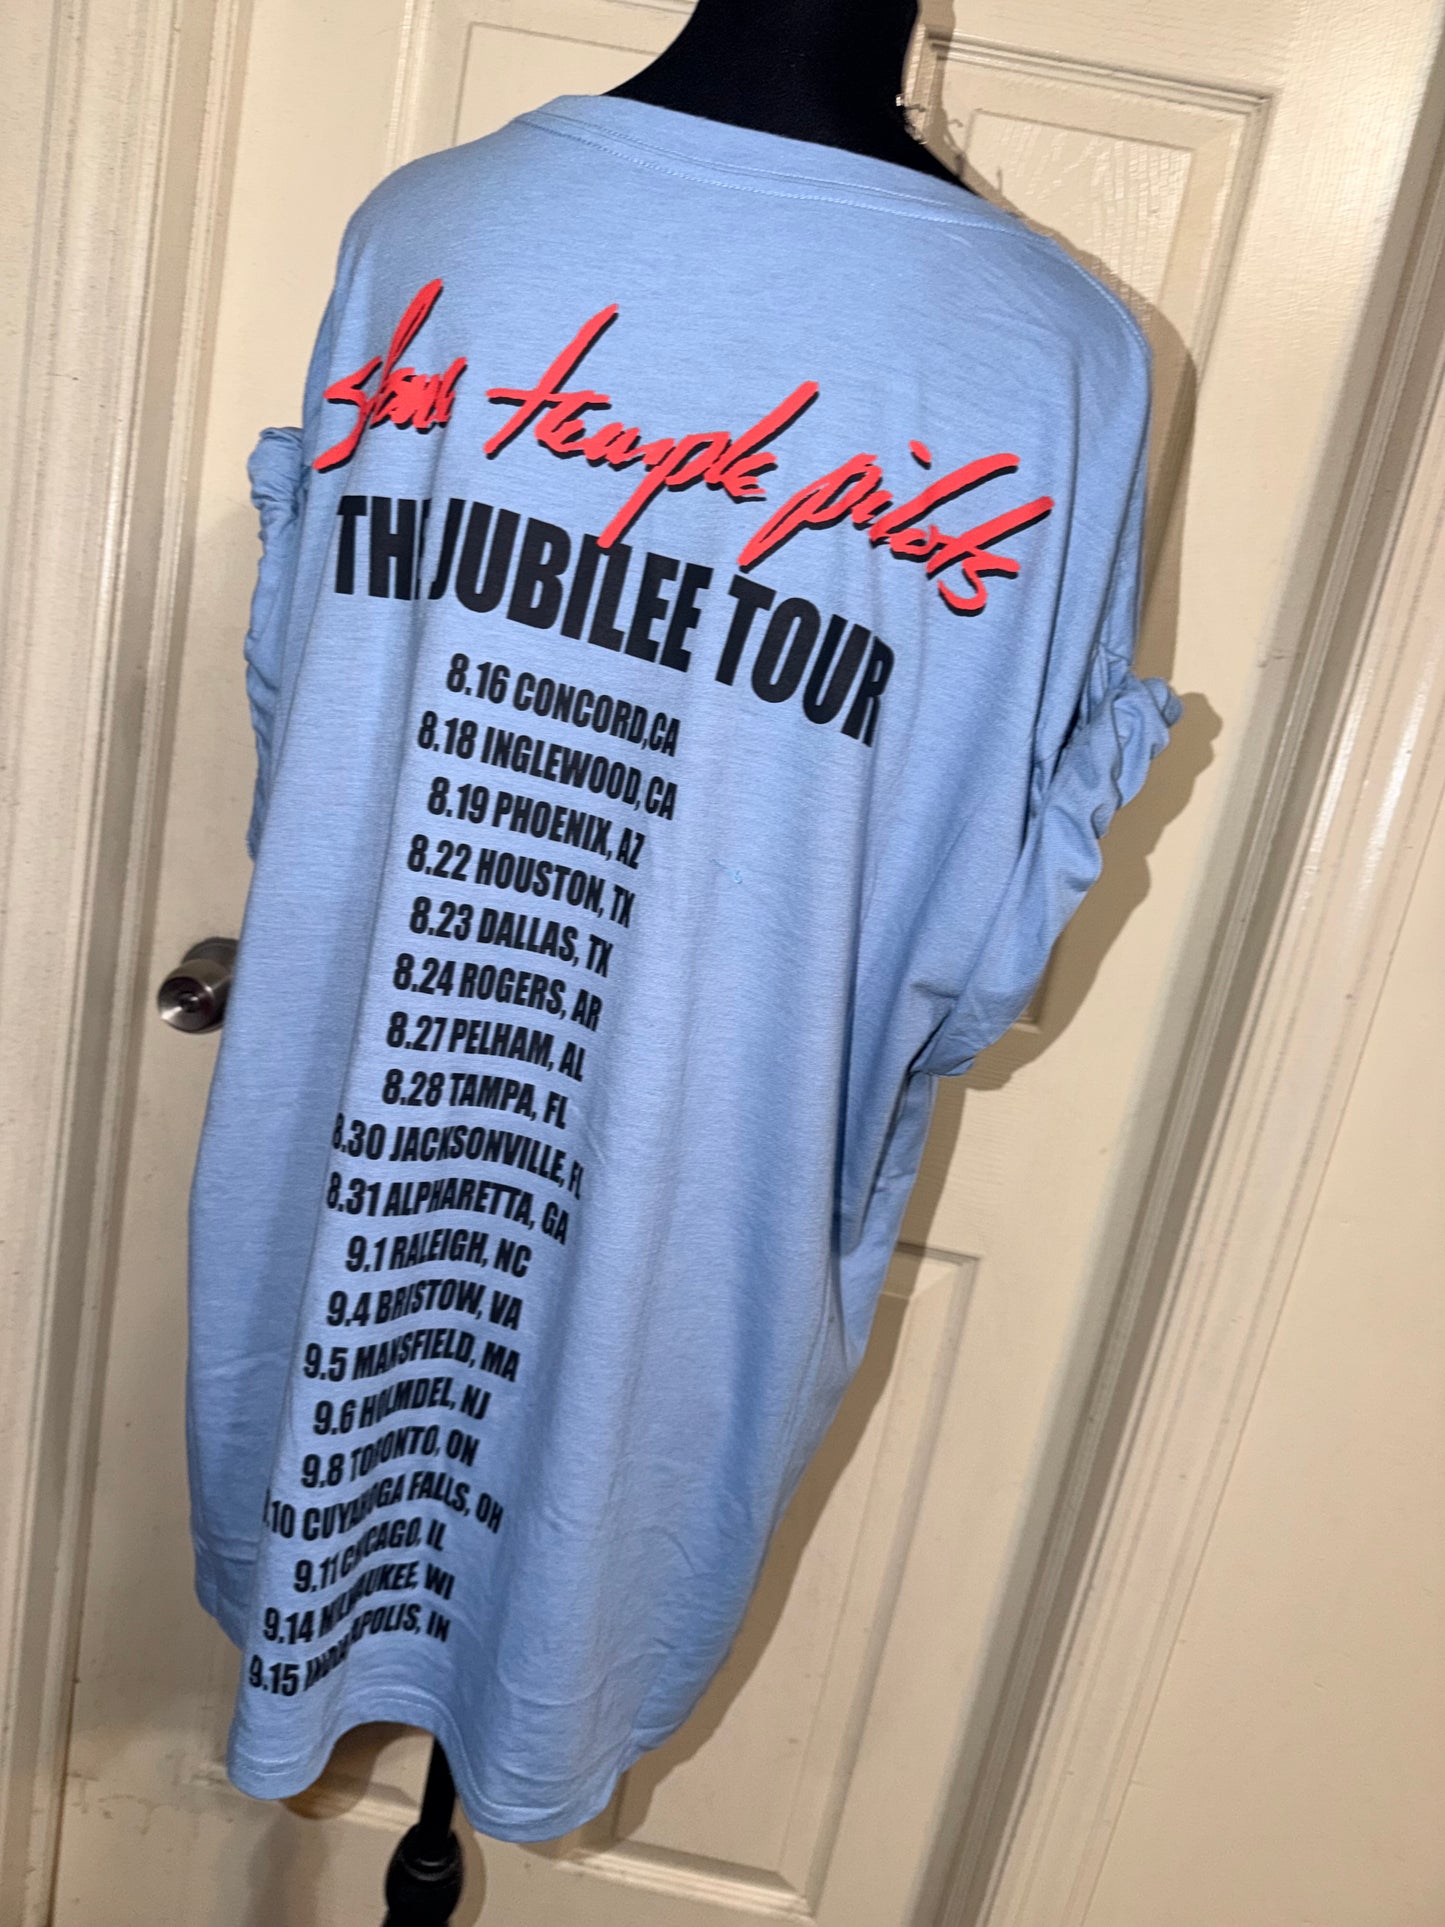 stone temple pilots
THE JUBILEE TOUR
8.16 CONCORD,CA
8.18 INGLEWOOD, CA
8.19 PHOENIX, AZ
8.22 HOUSTON, TX
8.23 DALLAS, TX
8.24 ROGERS, AR
8.27 PELHAM, AL
8.28 TAMPA, FL
8.30 JACKSONVILLE, FL
8.31 ALPHARETTA, GA
9.1 RALEIGH, NC
9.4 BRISTOW, VA
9.5 MANSFIELD, MA
9.6 HOLMDEL, NJ
9.8 TORONTO, ON
.10 CUYAHOGA FALLS, OH
9.11 CHICAGO, IL
9.14 MILWAUKEE, WI
9.15 INDIANAPOLIS, IN